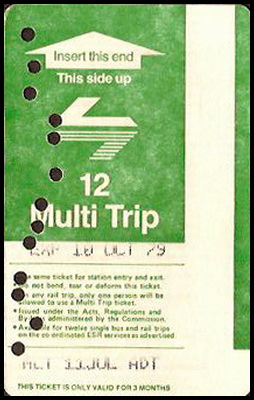 Insert this end
This side up
12
Multi Trip
EXP 10 OCT 79
same ticket for station entry and exit.
not bend, tear or deform this ticket.
any rail trip, only one person will be
allowed to use a Multi Trip ticket.
Issued under the Acts, Regulations and
By administered by the Commission.
Available for twelve single bus and rail trips
on the co-ordinated ESR services as advertised.
11JUL ADT
THIS TICKET IS ONLY VALID FOR 3 MONTHS